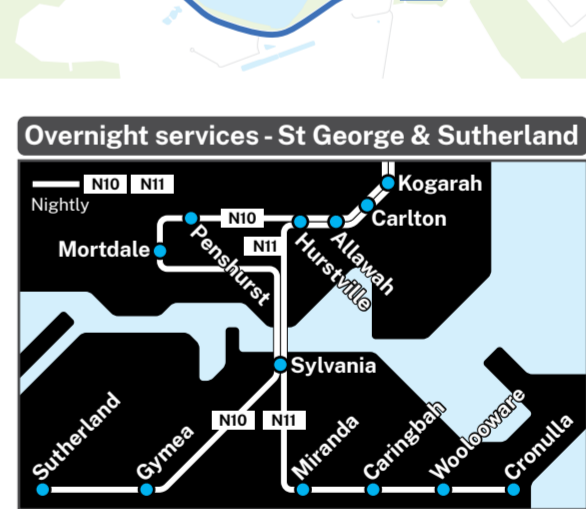 Overnight services - St George & Sutherland
N10 N11
Nightly
Kogarah
Carlton
N10
Allawah
Hurstville
N11
Penshurst
Mortdale
Sylvania
N10 N11
Sutherland
Gymea
Miranda
Caringbah
Woolooware
Cronulla